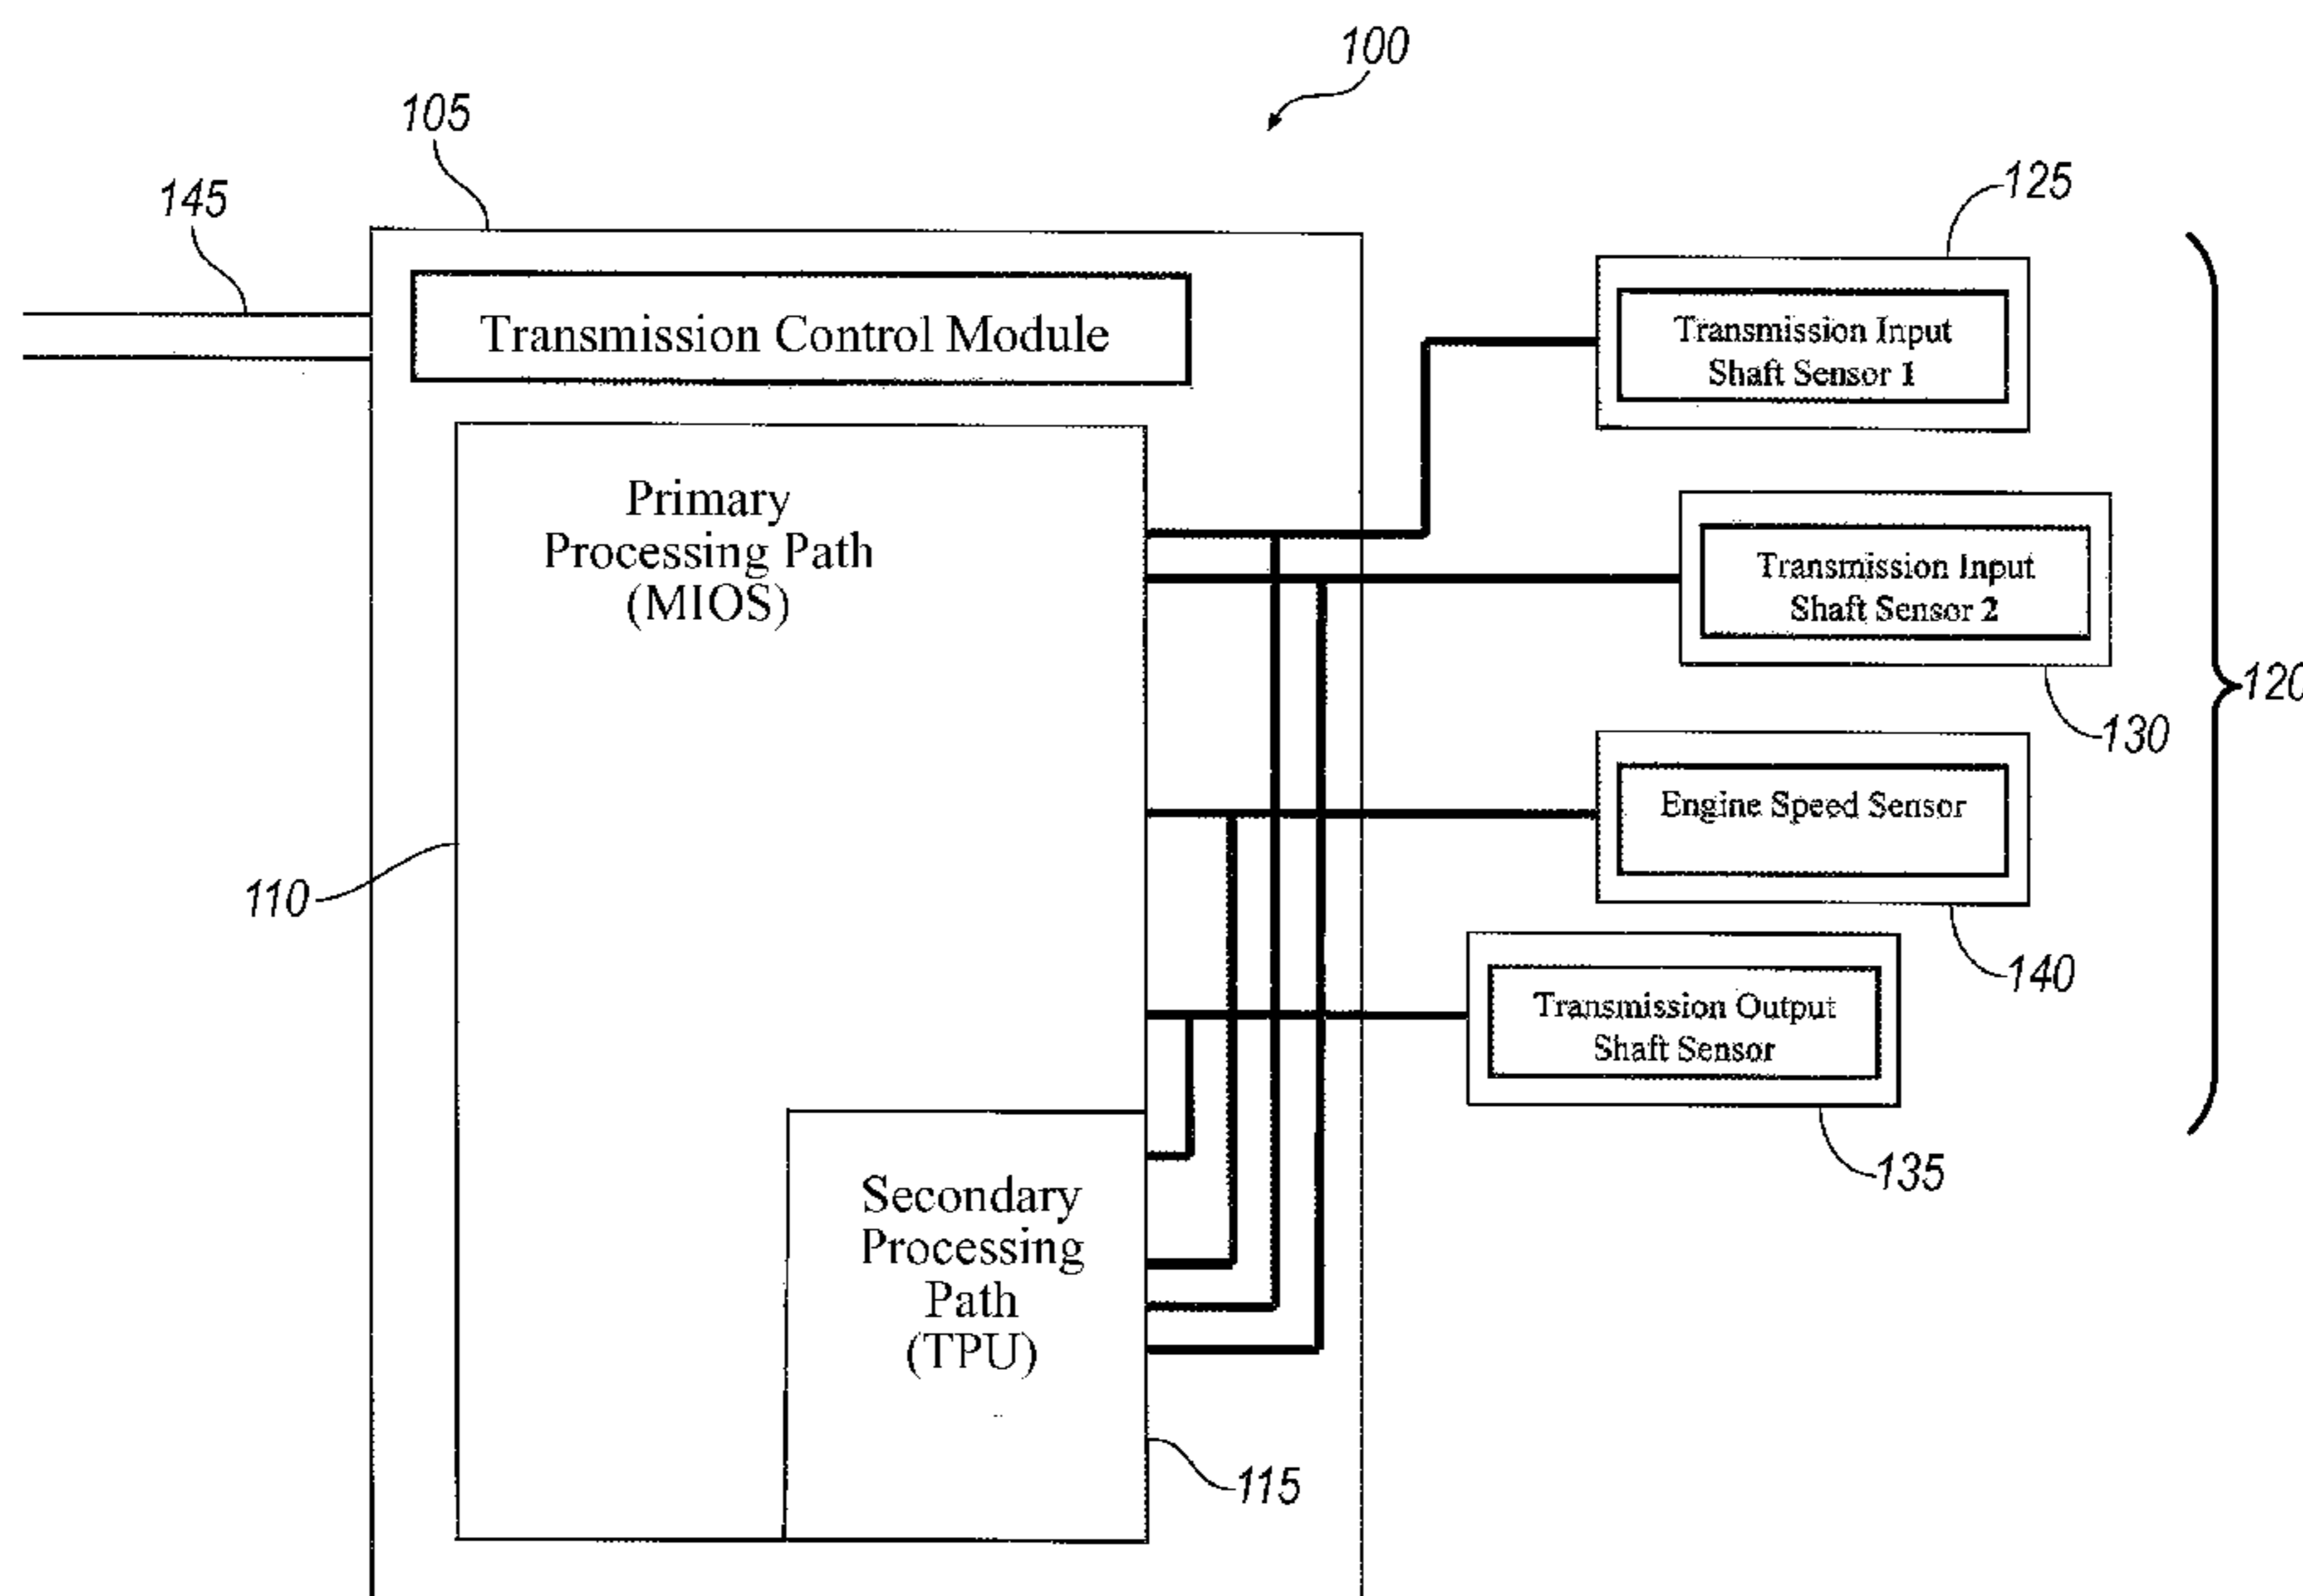 100
105
145
125
Transmission Control Module
Transmission Input
Shaft Sensor 1
Primary
Processing Path
(MIOS)
Transmission Input
Shaft Sensor 2
120
130
Engine Speed Sensor
110
140
Transmission Output
Shaft Sensor
135
Secondary
Processing
Path
(TPU)
115